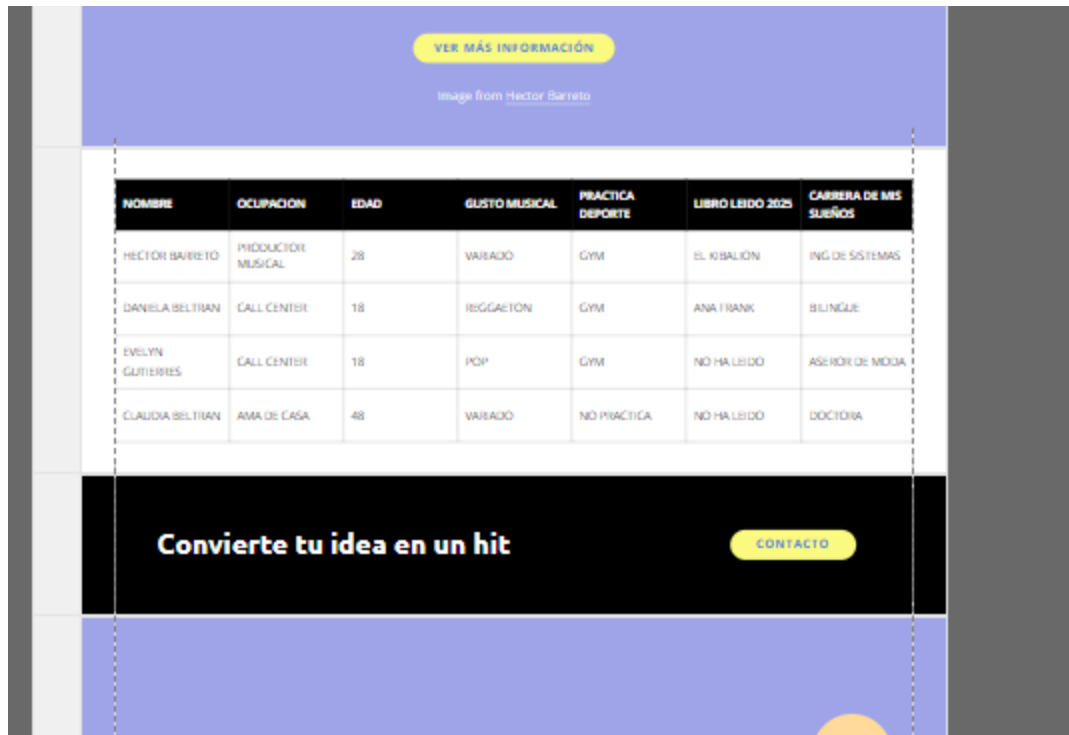 VER MÁS INFORMACIÓN
Image from Hector Barreto
NOMBRE OCUPACION EDAD GUSTO MUSICAL PRACTICA DEPORTE LIBRO LEIDO 2025 CARRERA DE MIS SUEÑOS
HECTOR BARRETO PRODUCTOR MUSICAL 28 VARIADO GYM EL KIBALION ING DE SISTEMAS
DANIELA BELTRAN CALL CENTER 18 REGGAETON GYM ANA FRANK BILINGUE
EVELYN GUTIERRES CALL CENTER 18 POP GYM NO HA LEIDO ASEROR DE MODA
CLAUDIA BELTRAN AMA DE CASA 48 VARIADO NO PRACTICA NO HA LEIDO DOCTORA
Convierte tu idea en un hit
CONTACTO